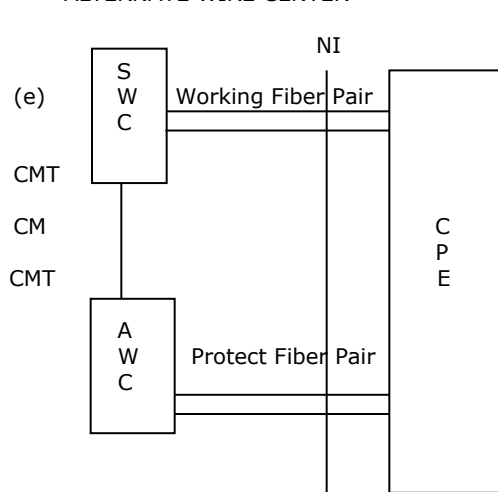 ALTERNATE WIRE CENTER
NI
(e)
S
W
C
Working Fiber Pair
CMT
CM
CMT
C
P
E
A
W
C
Protect Fiber Pair